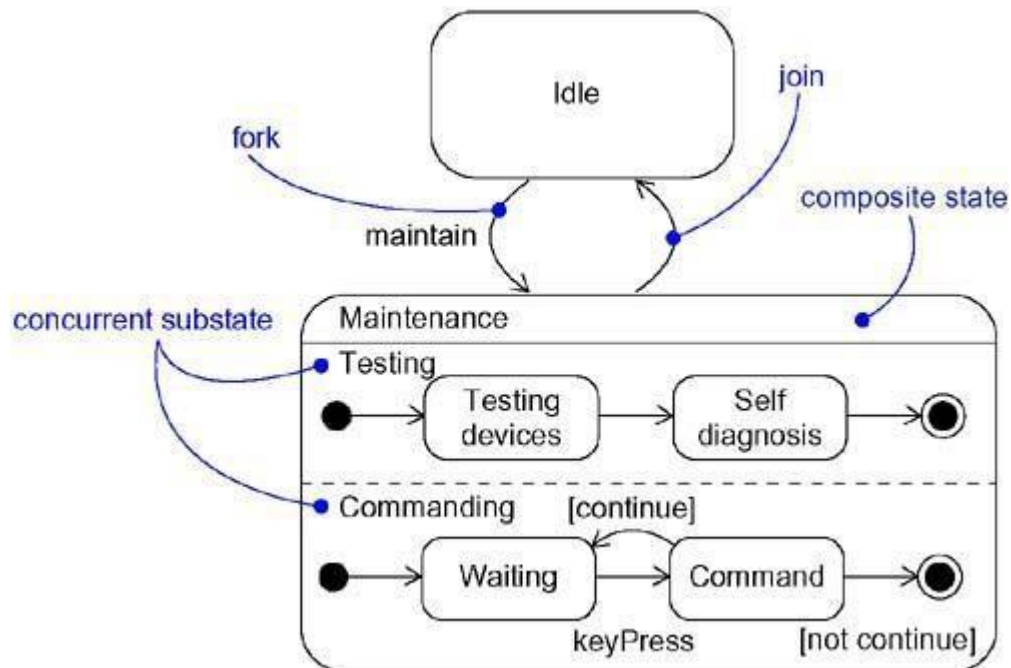 Idle
join
fork
composite state
maintain
concurrent substate
Maintenance
Testing
Testing
devices
Self
diagnosis
Commanding
[continue]
Waiting
Command
keyPress
[not continue]